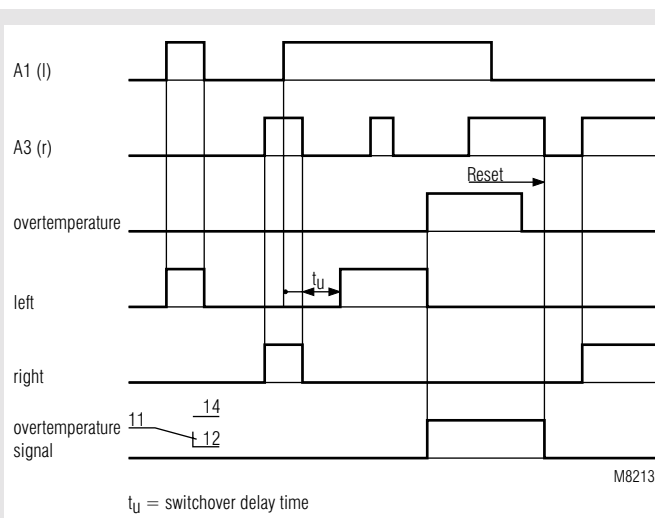 A1 (l)
A3 (r)
Reset
overtemperature
tu
left
right
14
11
overtemperature
12
signal
M8213
tu = switchover delay time